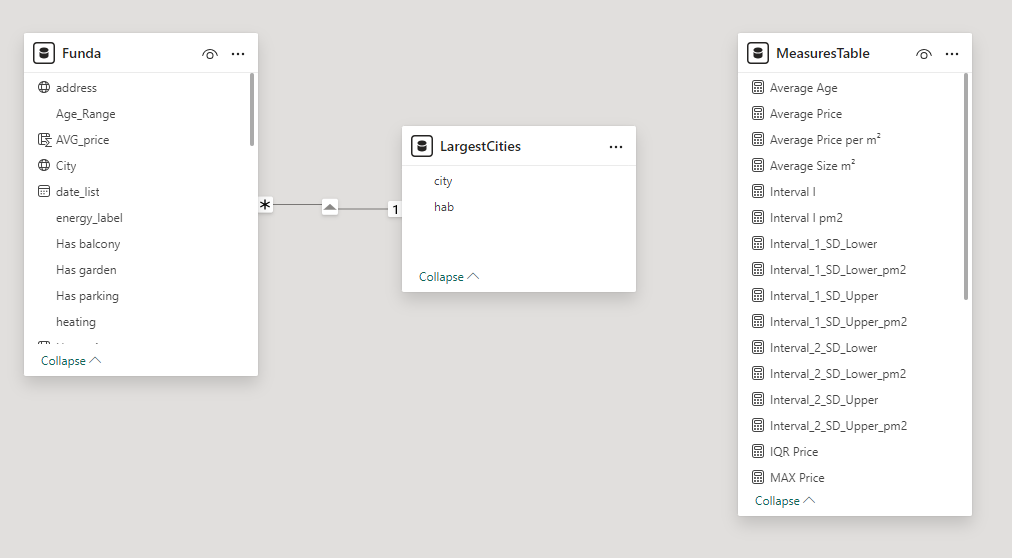 Funda
address
Age_Range
AVG_price
City
date_list
energy_label
Has balcony
Has garden
Has parking
heating
Collapse
*
1
LargestCities
city
hab
Collapse
MeasuresTable
Average Age
Average Price
Average Price per m²
Average Size m²
Interval I
Interval I pm2
Interval_1_SD_Lower
Interval_1_SD_Lower_pm2
Interval_1_SD_Upper
Interval_1_SD_Upper_pm2
Interval_2_SD_Lower
Interval_2_SD_Lower_pm2
Interval_2_SD_Upper
Interval_2_SD_Upper_pm2
IQR Price
MAX Price
Collapse